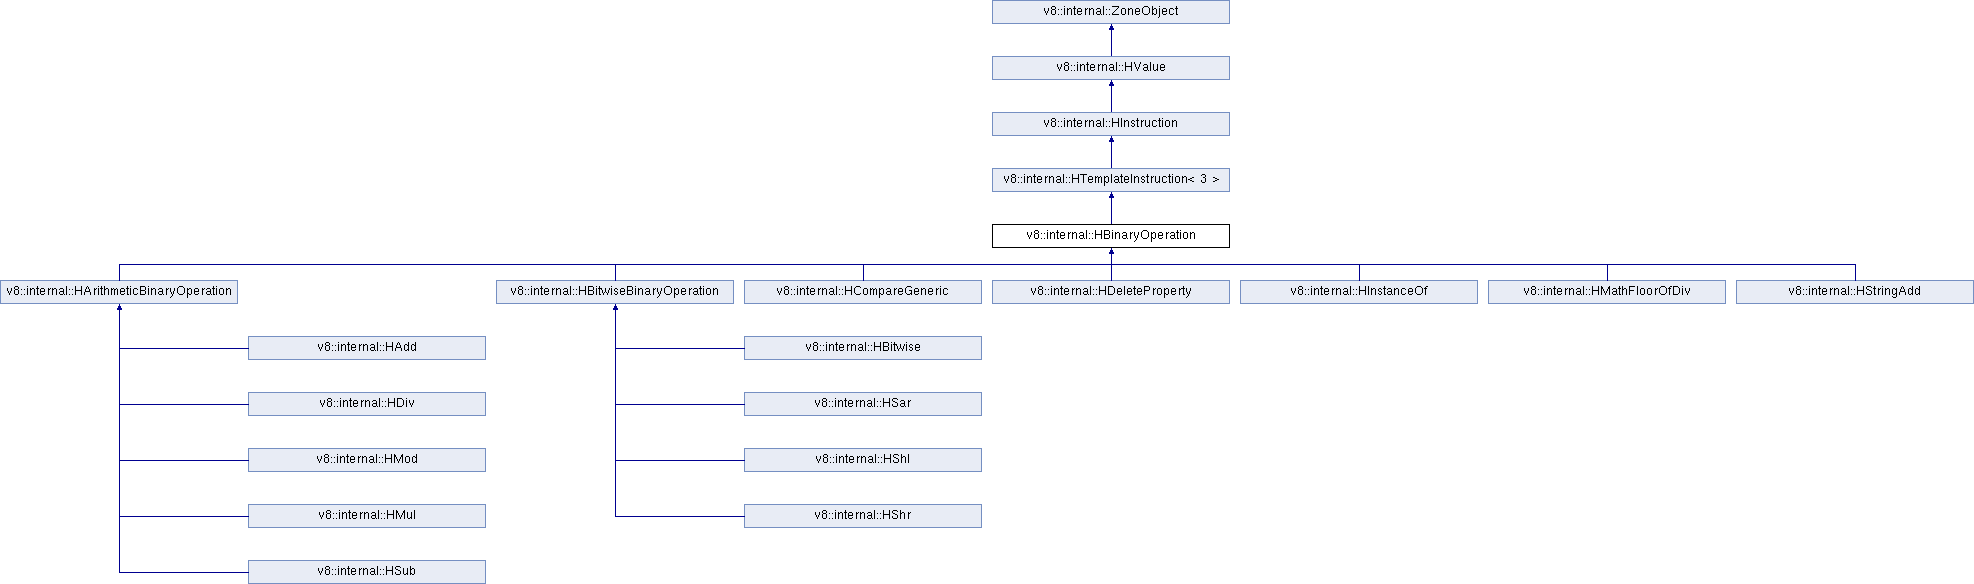 v8::internal::ZoneObject
v8::internal::HValue
v8::internal::HInstruction
v8::internal::HTemplateInstruction< 3 >
v8::internal::HBinaryOperation
v8::internal::HArithmeticBinaryOperation
v8::internal::HBitwiseBinaryOperation
v8::internal::HCompareGeneric
v8::internal::HDeleteProperty
v8::internal::HInstanceOf
v8::internal::HMathFloorOfDiv
v8::internal::HStringAdd
v8::internal::HAdd
v8::internal::HBitwise
v8::internal::HDiv
v8::internal::HSar
v8::internal::HMod
v8::internal::HShl
v8::internal::HMul
v8::internal::HShr
v8::internal::HSub